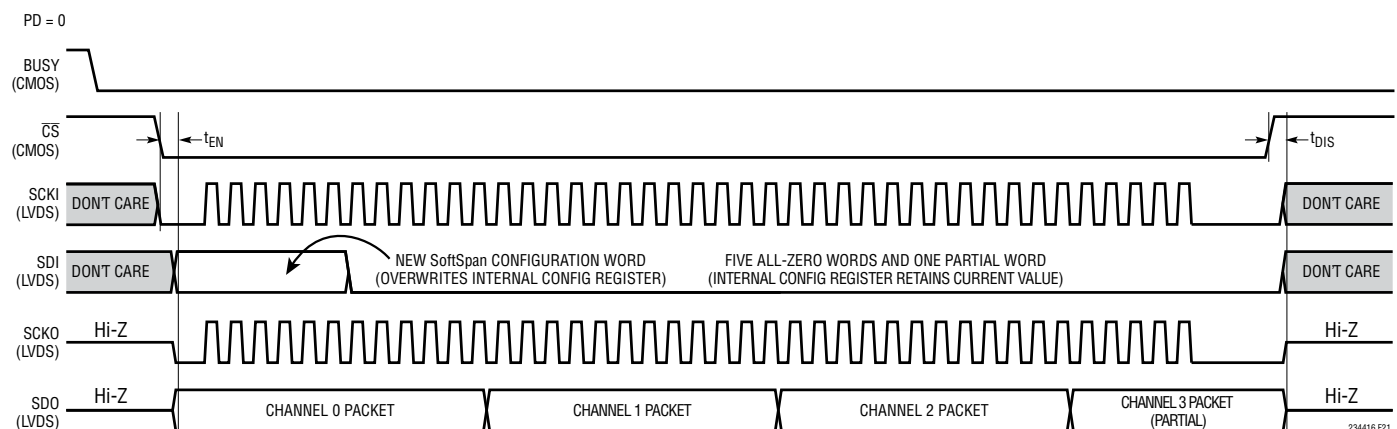 PD = 0
BUSY
(CMOS)
CS
(CMOS)
tEN
tDIS
SCKI
(LVDS)
DON'T CARE
DON'T CARE
SDI
(LVDS)
DON'T CARE
NEW SoftSpan CONFIGURATION WORD
(OVERWRITES INTERNAL CONFIG REGISTER)
FIVE ALL-ZERO WORDS AND ONE PARTIAL WORD
(INTERNAL CONFIG REGISTER RETAINS CURRENT VALUE)
DON'T CARE
SCKO
(LVDS)
Hi-Z
Hi-Z
SDO
(LVDS)
Hi-Z
CHANNEL 0 PACKET
CHANNEL 1 PACKET
CHANNEL 2 PACKET
CHANNEL 3 PACKET
(PARTIAL)
Hi-Z
234416 F21